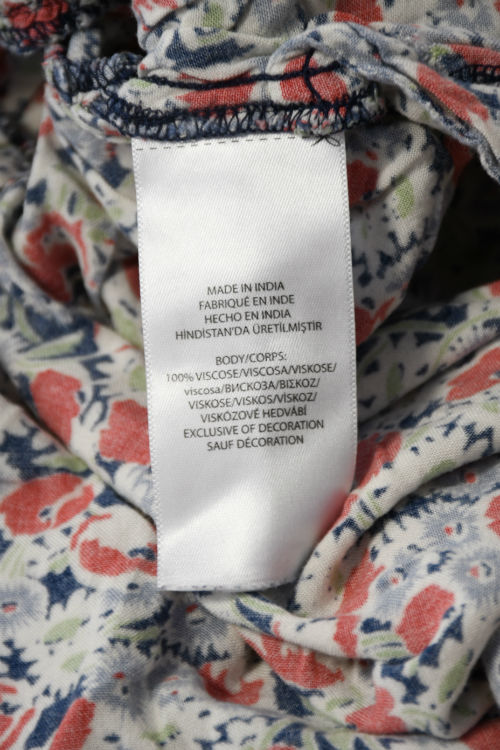 MADE IN INDIA
FABRIQUÉ EN INDE
HECHO EN INDIA
HİNDİSTAN'DA ÜRETİLMİŞTİR
BODY/CORPS:
100% VISCOSE/VISCOSA/VISKOSE/
viscosa/ВИСКОЗА/ВІЗКОZ/
VISKOSE/VISKOS/VİSKOZ/
VISKÓZOVÉ HEDVÁBÍ
EXCLUSIVE OF DECORATION
SAUF DÉCORATION